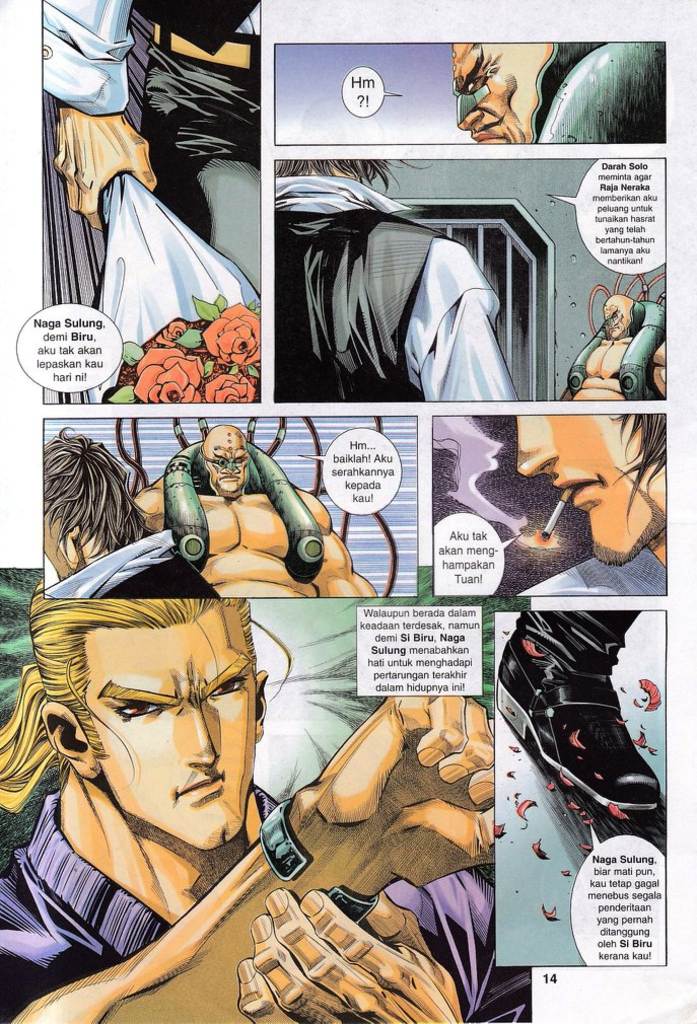 Naga Sulung,
demi Biru,
aku tak akan
lepaskan kau
hari ni!
Hm
?!
Darah Solo
meminta agar
Raja Neraka
memberikan aku
peluang untuk
tunaikan hasrat
yang telah
bertahun-tahun
lamanya aku
nantikan!
Hm...
baiklah! Aku
serahkannya
kepada
kau!
Aku tak
akan meng-
hampakan
Tuan!
Walaupun berada dalam
keadaan terdesak, namun
demi Si Biru, Naga
Sulung menabahkan
hati untuk menghadapi
pertarungan terakhir
dalam hidupnya ini!
Naga Sulung,
biar mati pun,
kau tetap gagal
menebus segala
penderitaan
yang pernah
ditanggung
oleh Si Biru
kerana kau!
14